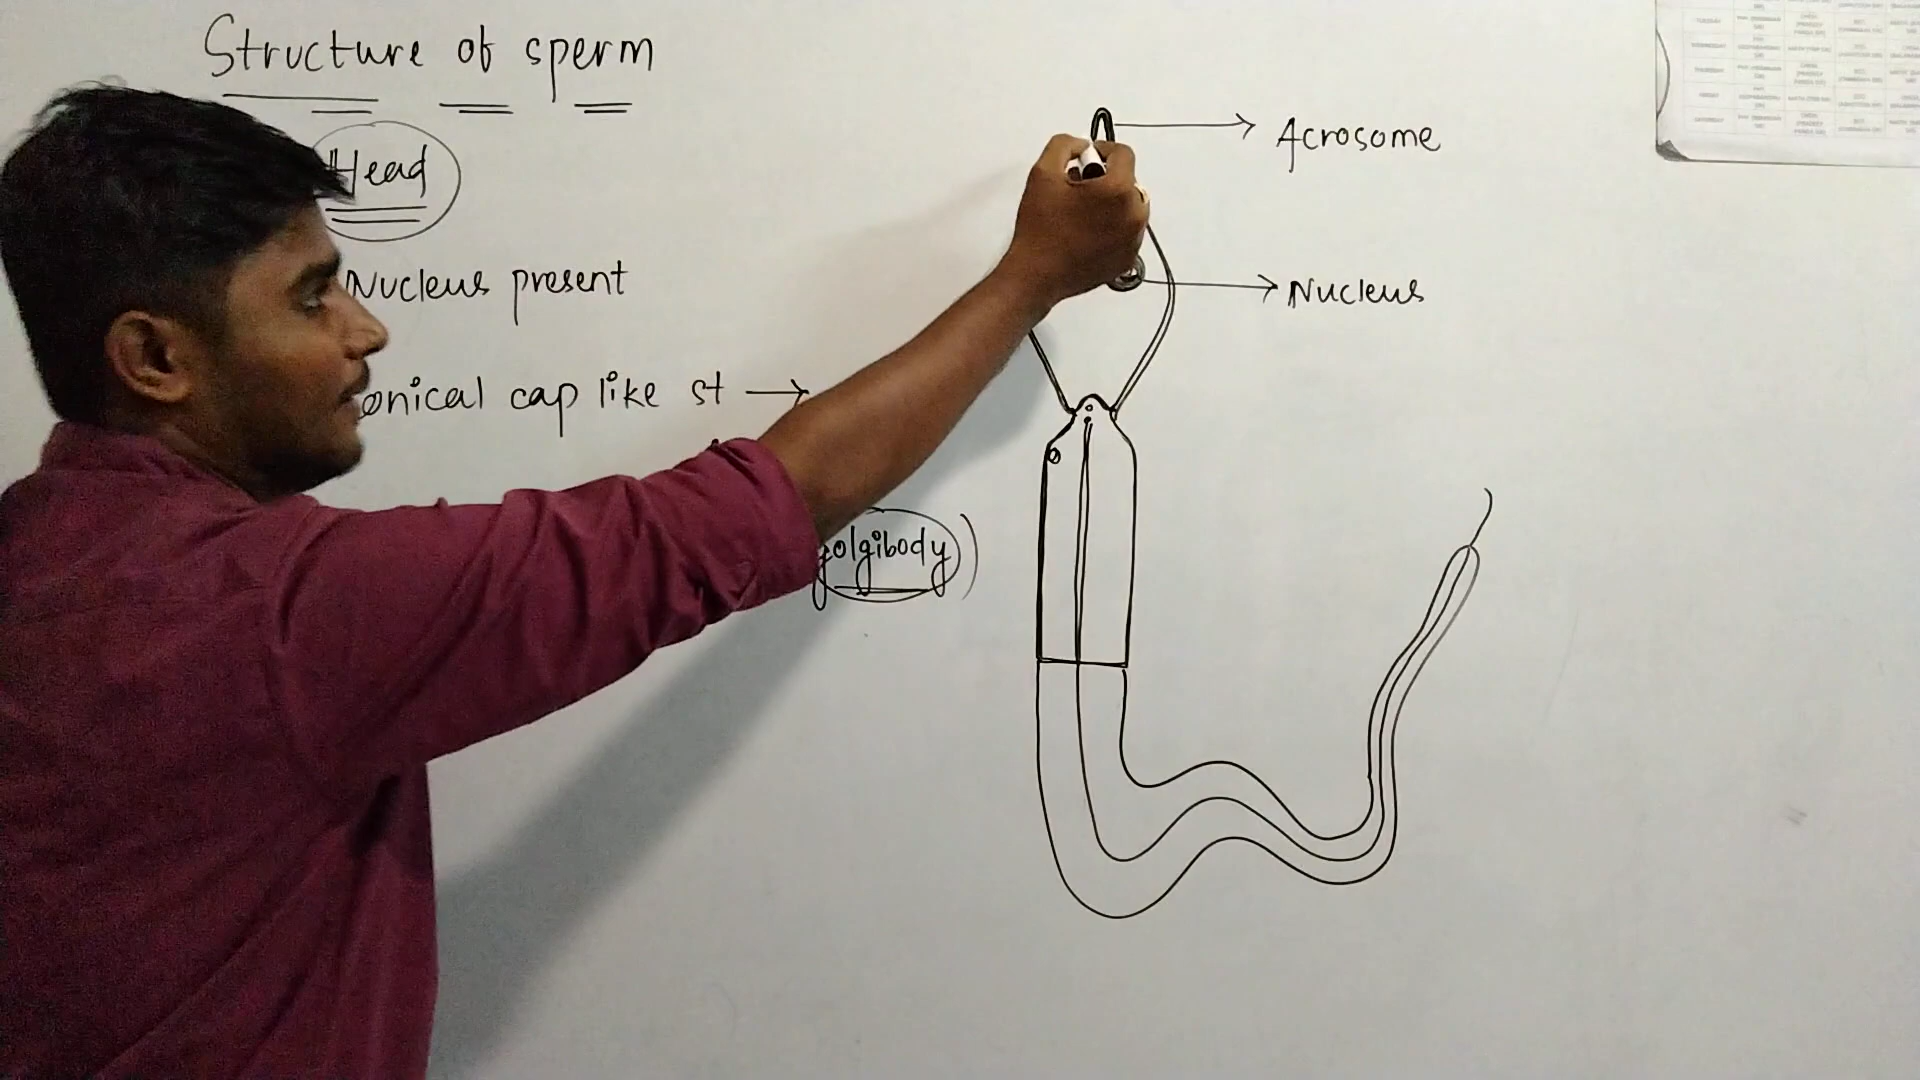 Structure of sperm
Head
Nucleus present
onical cap like st →
golgibody)
Acrosome
Nucleus